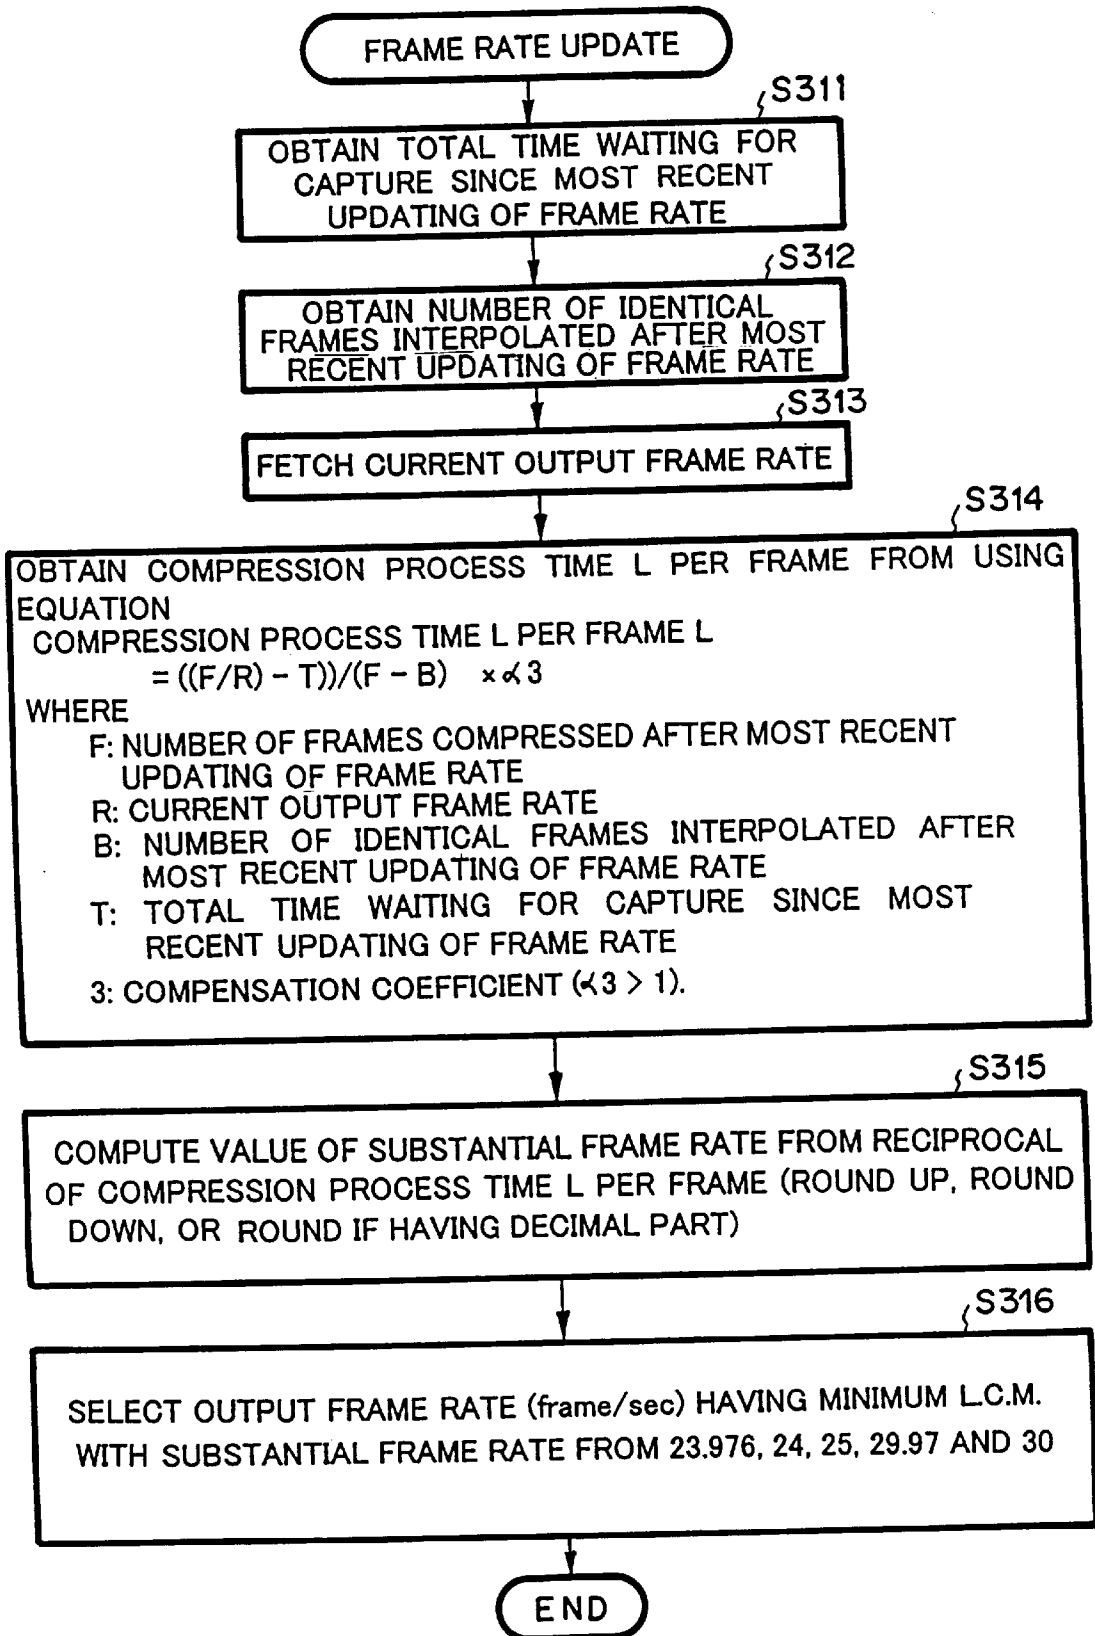 FRAME RATE UPDATE
S311
OBTAIN TOTAL TIME WAITING FOR
CAPTURE SINCE MOST RECENT
UPDATING OF FRAME RATE
S312
OBTAIN NUMBER OF IDENTICAL
FRAMES INTERPOLATED AFTER MOST
RECENT UPDATING OF FRAME RATE
S313
FETCH CURRENT OUTPUT FRAME RATE
S314
OBTAIN COMPRESSION PROCESS TIME L PER FRAME FROM USING
EQUATION
COMPRESSION PROCESS TIME L PER FRAME L
= ((F/R) - T))/(F - B) ×α3
WHERE
F: NUMBER OF FRAMES COMPRESSED AFTER MOST RECENT
UPDATING OF FRAME RATE
R: CURRENT OUTPUT FRAME RATE
B: NUMBER OF IDENTICAL FRAMES INTERPOLATED AFTER
MOST RECENT UPDATING OF FRAME RATE
T: TOTAL TIME WAITING FOR CAPTURE SINCE MOST
RECENT UPDATING OF FRAME RATE
3: COMPENSATION COEFFICIENT (α3 > 1).
S315
COMPUTE VALUE OF SUBSTANTIAL FRAME RATE FROM RECIPROCAL
OF COMPRESSION PROCESS TIME L PER FRAME (ROUND UP, ROUND
DOWN, OR ROUND IF HAVING DECIMAL PART)
S316
SELECT OUTPUT FRAME RATE (frame/sec) HAVING MINIMUM L.C.M.
WITH SUBSTANTIAL FRAME RATE FROM 23.976, 24, 25, 29.97 AND 30
END